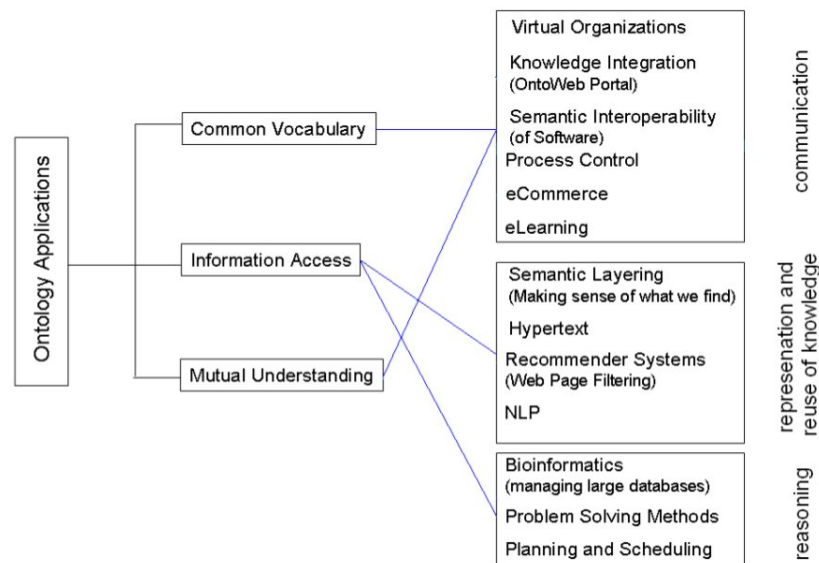 Ontology Applications
Common Vocabulary
Information Access
Mutual Understanding
Virtual Organizations
Knowledge Integration
(OntoWeb Portal)
Semantic Interoperability
(of Software)
Process Control
eCommerce
eLearning
communication
Semantic Layering
(Making sense of what we find)
Hypertext
Recommender Systems
(Web Page Filtering)
NLP
represenation and
reuse of knowledge
Bioinformatics
(managing large databases)
Problem Solving Methods
Planning and Scheduling
reasoning